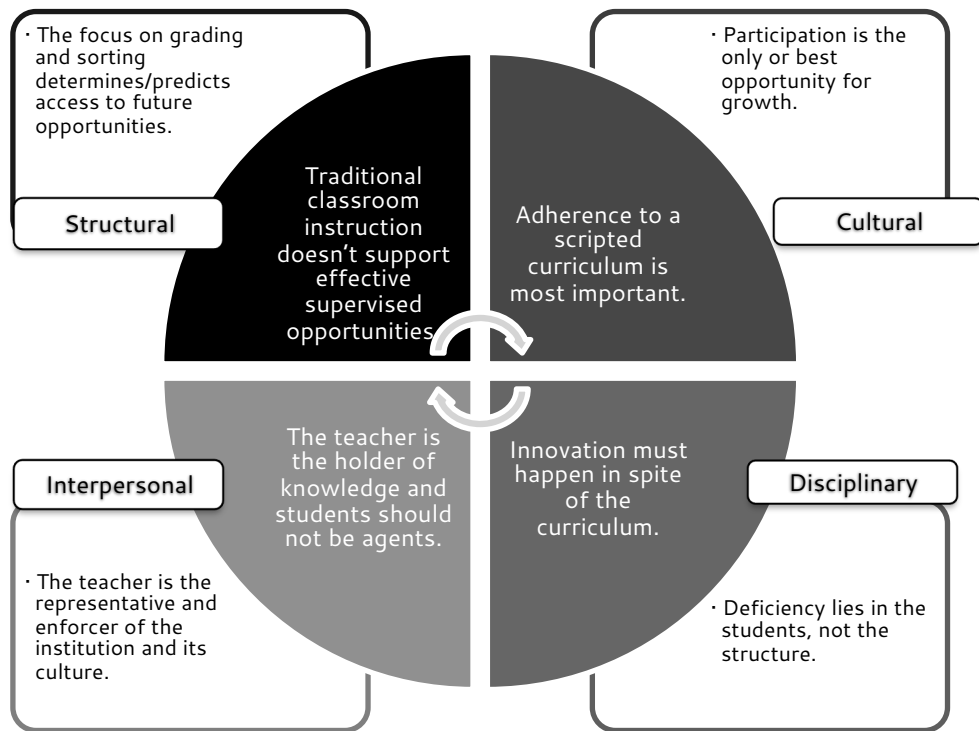 · The focus on grading
and sorting
determines/predicts
access to future
opportunities.
Structural
Traditional
classroom
instruction
doesn't support
effective
supervised
opportunities.
· Participation is the
only or best
opportunity for
growth.
Cultural
Adherence to a
scripted
curriculum is
most important.
Interpersonal
· The teacher is the
representative and
enforcer of the
institution and its
culture.
The teacher is
the holder of
knowledge and
students should
not be agents.
Innovation must
happen in spite
of the
curriculum.
Disciplinary
· Deficiency lies in the
students, not the
structure.